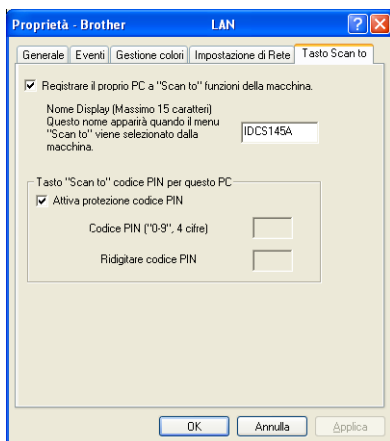 Proprietà - Brother LAN
Generale Eventi Gestione colori Impostazione di Rete Tasto Scan to
Registrare il proprio PC a "Scan to" funzioni della macchina.
Nome Display (Massimo 15 caratteri)
Questo nome apparirà quando il menu
"Scan to" viene selezionato dalla
macchina.
IDCS145A
Tasto "Scan to" codice PIN per questo PC
Attiva protezione codice PIN
Codice PIN ("0-9", 4 cifre)
Ridigitare codice PIN
OK Annulla Applica